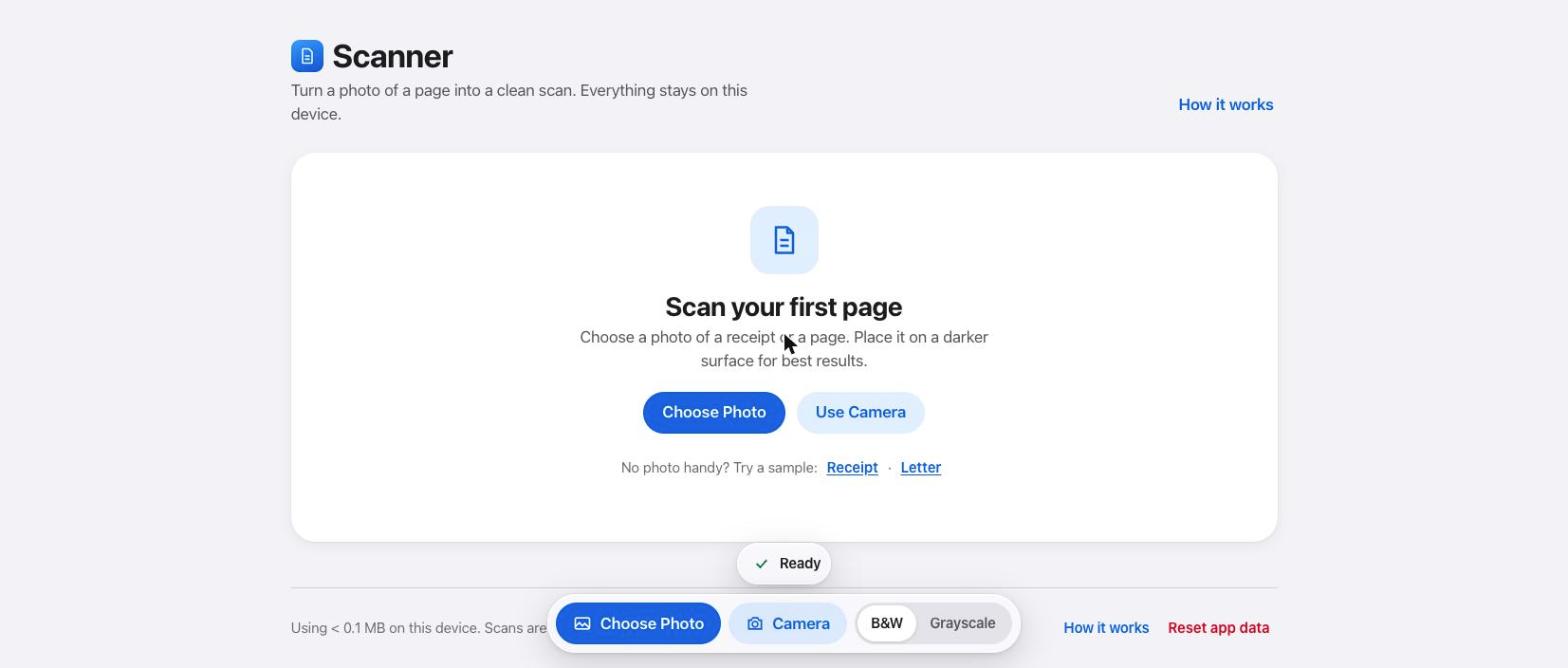 Scanner
Turn a photo of a page into a clean scan. Everything stays on this
device.
How it works
Scan your first page
Choose a photo of a receipt or a page. Place it on a darker
surface for best results.
Choose Photo
Use Camera
No photo handy? Try a sample: Receipt · Letter
Ready
Using < 0.1 MB on this device. Scans are
Choose Photo
Camera
B&W
Grayscale
How it works
Reset app data